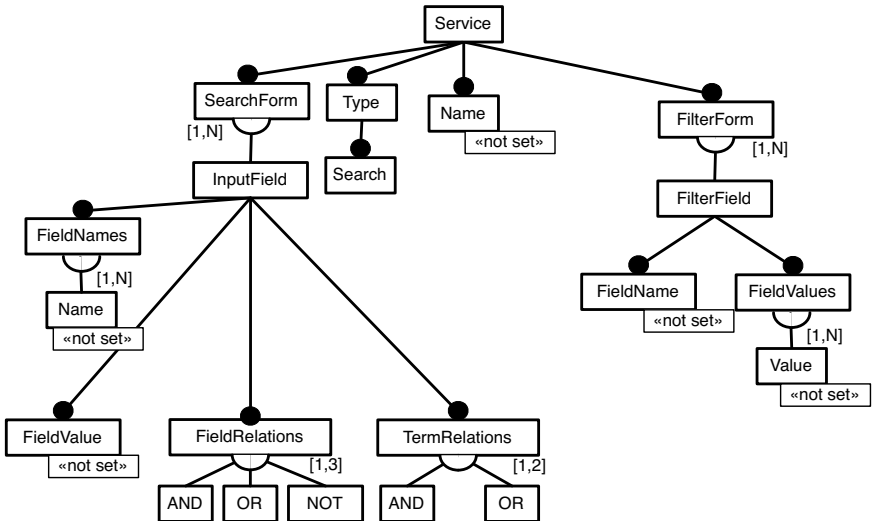 Service
SearchForm
Type
Name
FilterForm
[1,N]
«not set»
[1,N]
InputField
Search
FilterField
FieldNames
[1,N]
FieldName
FieldValues
Name
«not set»
[1,N]
«not set»
Value
«not set»
FieldValue
FieldRelations
TermRelations
«not set»
[1,3]
[1,2]
AND
OR
NOT
AND
OR